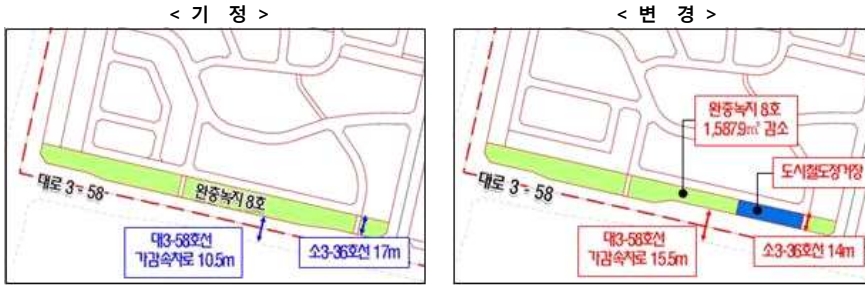 < 기 정 >
대로 3 - 58
완충녹지 8호
대3-58호선
가감속차로 10.5m
소3-36호선 17m
< 변 경 >
완충녹지 8호
1,587.9㎡ 감소
도시철도정거장
대로 3 - 58
대3-58호선
가감속차로 15.5m
소3-36호선 14m